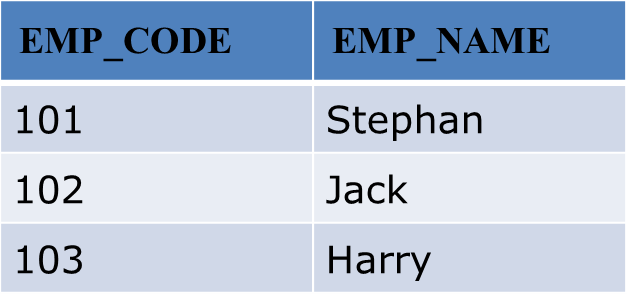 EMP_CODE EMP_NAME
101 Stephan
102 Jack
103 Harry